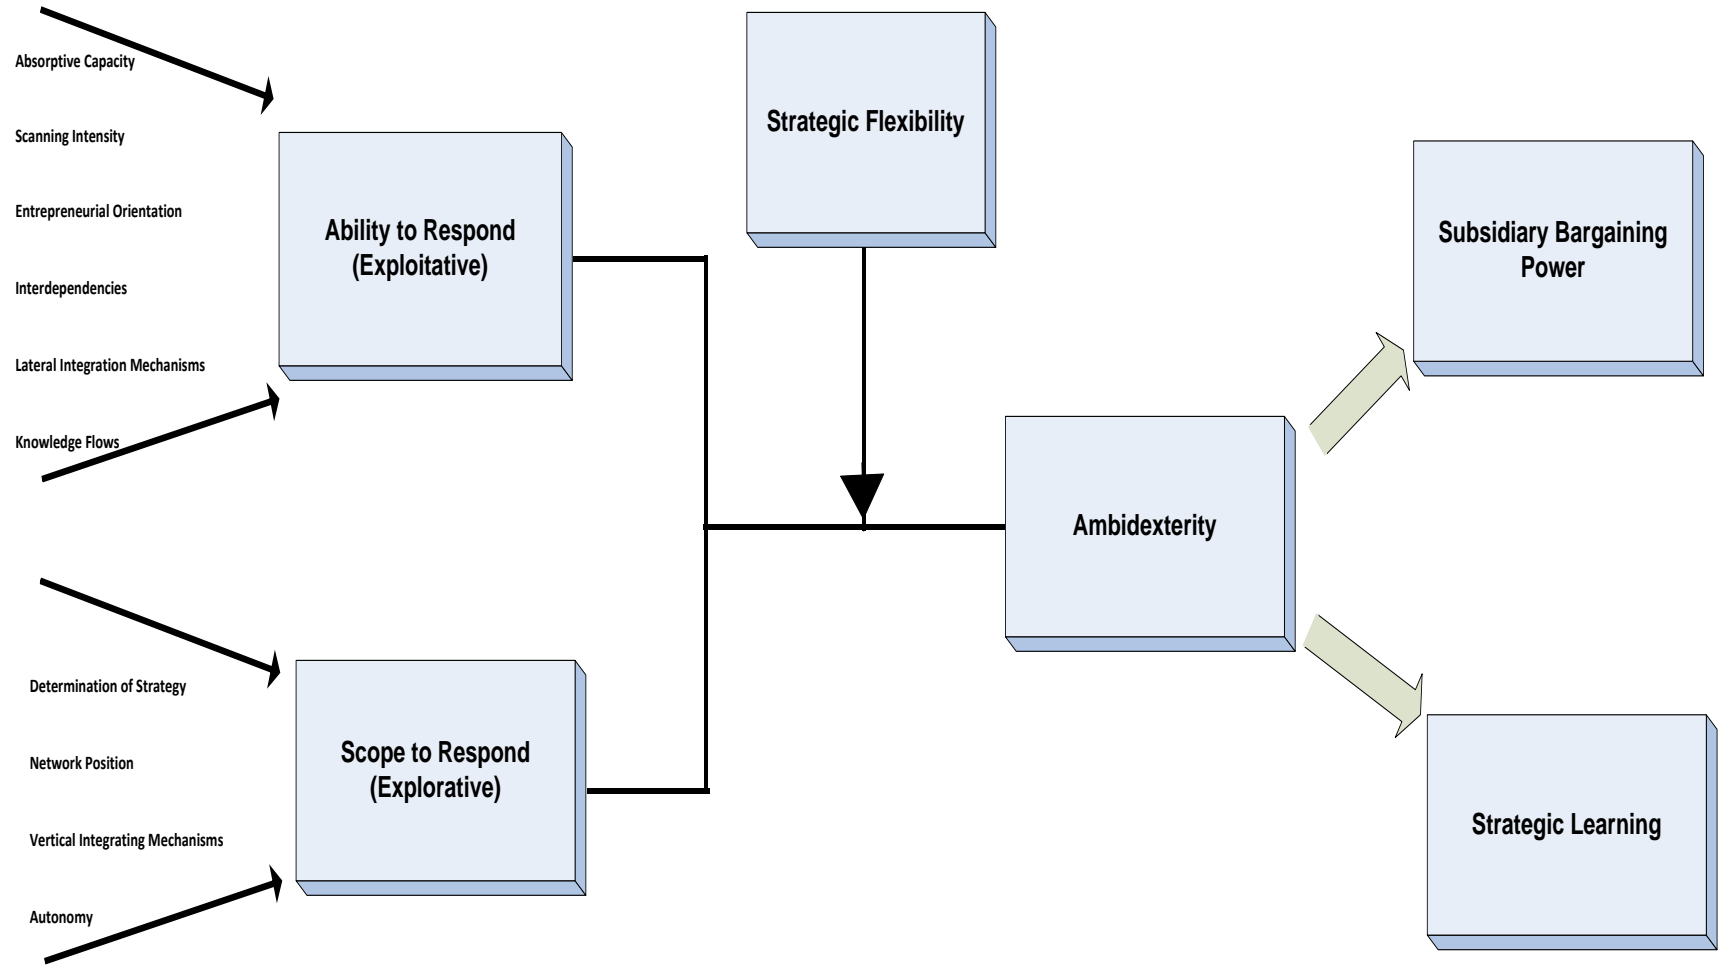 Absorptive Capacity
Scanning Intensity
Entrepreneurial Orientation
Interdependencies
Lateral Integration Mechanisms
Knowledge Flows
Ability to Respond
(Exploitative)
Determination of Strategy
Network Position
Vertical Integrating Mechanisms
Autonomy
Scope to Respond
(Explorative)
Strategic Flexibility
Ambidexterity
Subsidiary Bargaining
Power
Strategic Learning